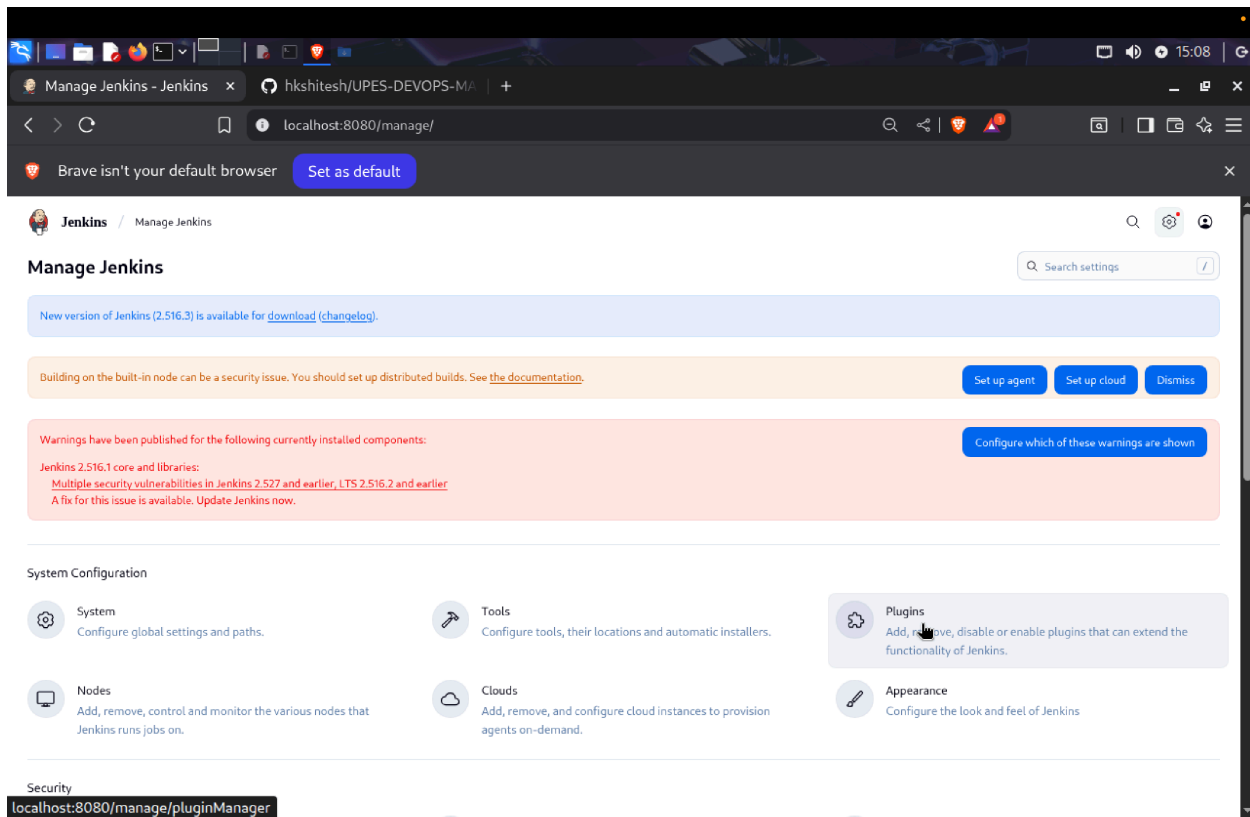 15:08
Manage Jenkins - Jenkins
hkshitesh/UPES-DEVOPS-MA
localhost:8080/manage/
Brave isn't your default browser
Set as default
Jenkins / Manage Jenkins
Manage Jenkins
Search settings /
New version of Jenkins (2.516.3) is available for download (changelog).
Building on the built-in node can be a security issue. You should set up distributed builds. See the documentation.
Set up agent
Set up cloud
Dismiss
Warnings have been published for the following currently installed components:
Configure which of these warnings are shown
Jenkins 2.516.1 core and libraries:
Multiple security vulnerabilities in Jenkins 2.527 and earlier, LTS 2.516.2 and earlier
A fix for this issue is available. Update Jenkins now.
System Configuration
System
Configure global settings and paths.
Tools
Configure tools, their locations and automatic installers.
Plugins
Add, disable or enable plugins that can extend the
functionality of Jenkins.
Nodes
Add, remove, control and monitor the various nodes that
Jenkins runs jobs on.
Clouds
Add, remove, and configure cloud instances to provision
agents on-demand.
Appearance
Configure the look and feel of Jenkins
Security
localhost:8080/manage/pluginManager